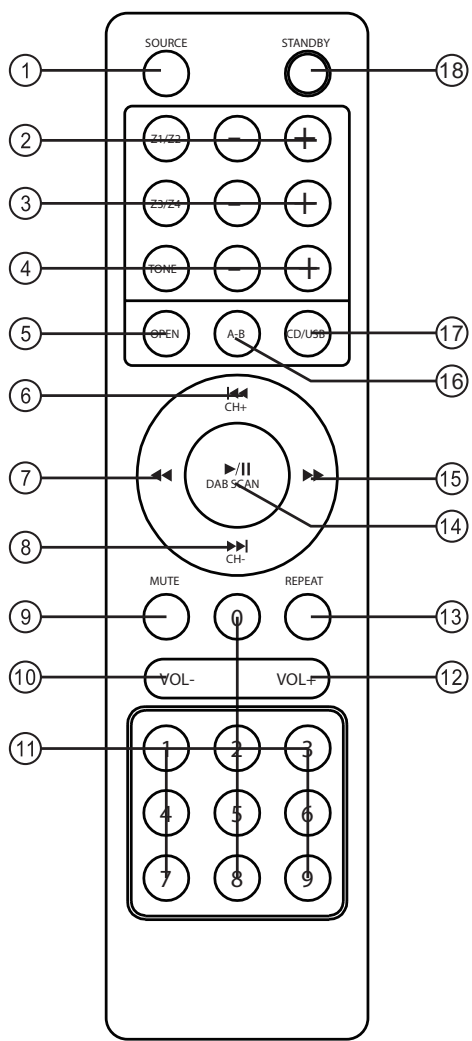 SOURCE STANDBY
1 18
2 Z1/Z2 - +
3 Z3/Z4 - +
4 TONE - +
5 OPEN A-B CD/USB 17
16
6 CH+
7 ▶/II 15
DAB SCAN
14
8 CH-
MUTE REPEAT
9 0 13
10 VOL- VOL+ 12
11 1 2 3
4 5 6
7 8 9